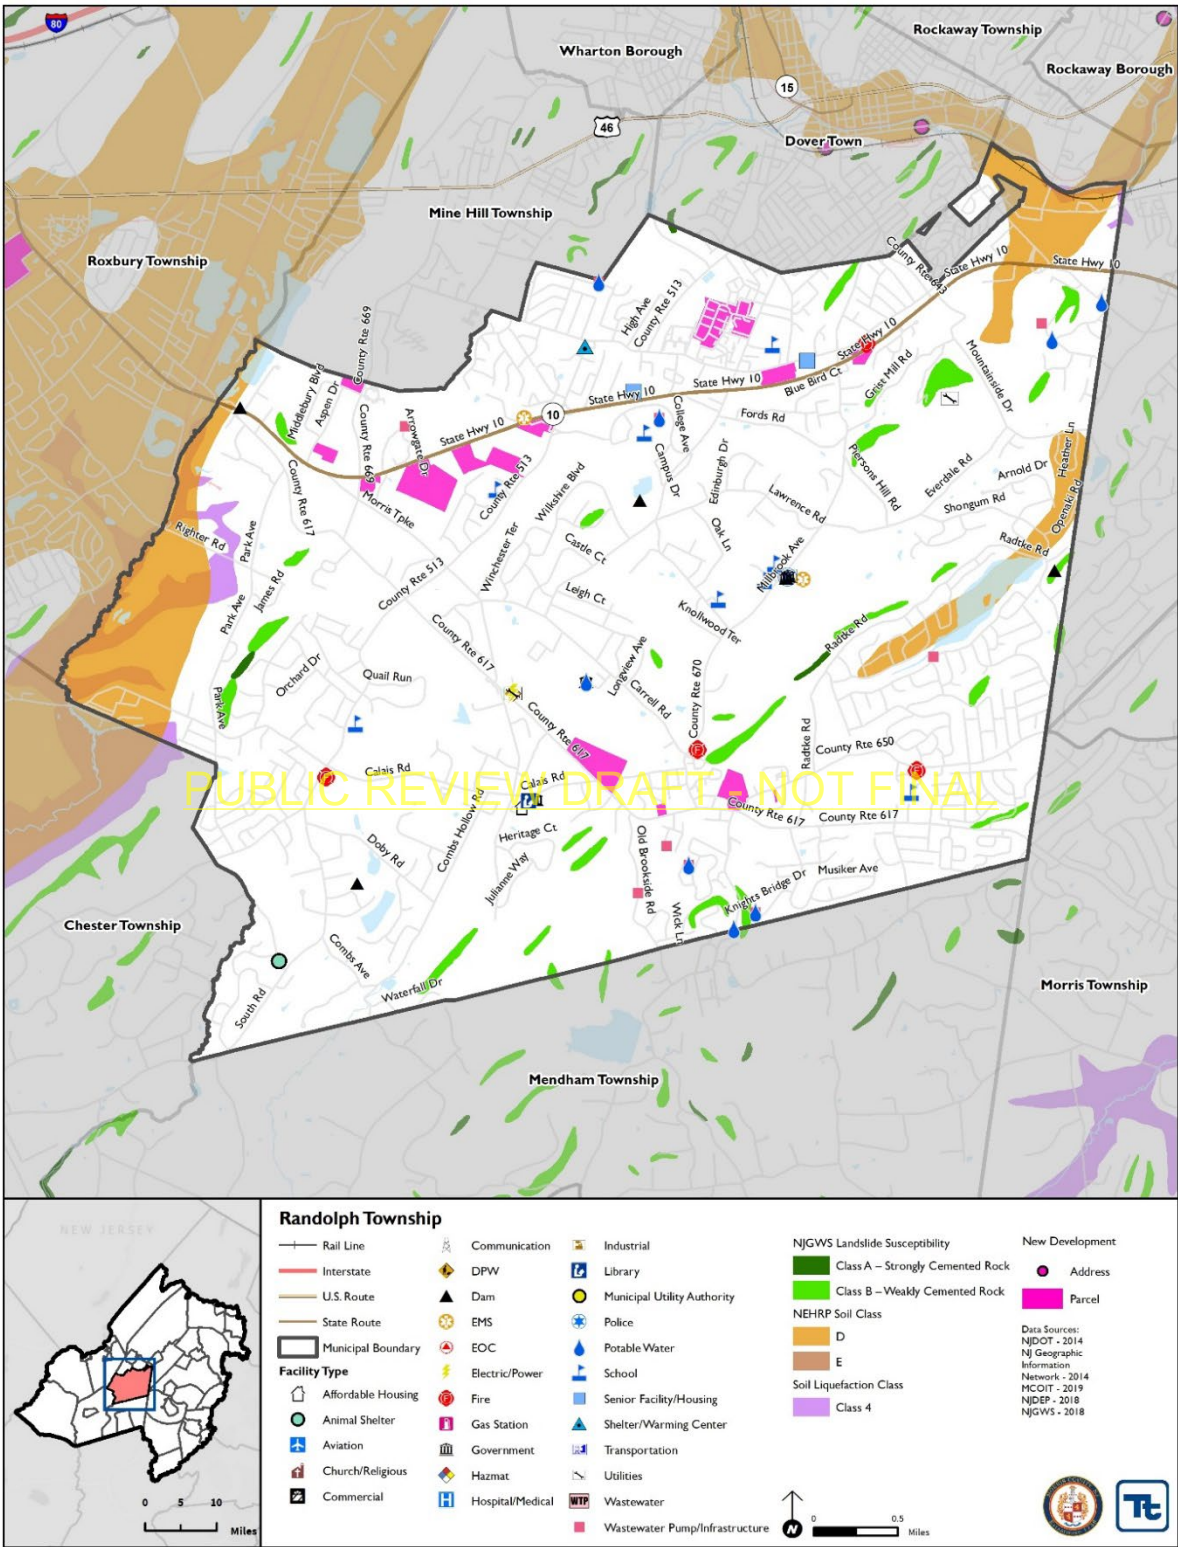 80
Rockaway Township
Wharton Borough
Rockaway Borough
15
46
Dover Town
Mine Hill Township
Roxbury Township
County Rte 643
State Hwy 10
State Hwy 10
High Ave
County Rte 513
County Rte 669
State Hwy 10
Middlebury Blvd
Aspen Dr
Blue Bird Ct
Grist Mill Rd
Mountainside Dr
State Hwy 10
State Hwy 10
10
County Rte 669
Arrowgate Dr
State Hwy 10
College Ave
Fords Rd
Heather Ln
Campus Dr
Edinburgh Dr
Piersons Hill Rd
Everdale Rd
Arnold Dr
County Rte 617
Morris Tpke
County Rte 513
Wilkshire Blvd
Lawrence Rd
Shongum Rd
Openaki Rd
Righter Rd
Park Ave
Oak Ln
Radtke Rd
Castle Ct
Winchester Ter
Millbrook Ave
James Rd
County Rte 513
Leigh Ct
Park Ave
Knollwood Ter
County Rte 617
Radtke Rd
Orchard Dr
Quail Run
Longview Ave
Carrell Rd
County Rte 670
Park Ave
County Rte 617
Radtke Rd
County Rte 650
Calais Rd
Calais Rd
PUBLIC REVIEW DRAFT - NOT FINAL
County Rte 617
County Rte 617
Combs Hollow Rd
Heritage Ct
Doby Rd
Julianne Way
Old Brookside Rd
Musiker Ave
Knights Bridge Dr
Wick Ln
Chester Township
Combs Ave
South Rd
Waterfall Dr
Morris Township
Mendham Township
NEW JERSEY
0 5 10
Miles
Randolph Township
Rail Line
Interstate
U.S. Route
State Route
Municipal Boundary
Facility Type
Affordable Housing
Animal Shelter
Aviation
Church/Religious
Commercial
Communication
DPW
Dam
EMS
EOC
Electric/Power
Fire
Gas Station
Government
Hazmat
Hospital/Medical
Industrial
Library
Municipal Utility Authority
Police
Potable Water
School
Senior Facility/Housing
Shelter/Warming Center
Transportation
Utilities
WTP Wastewater
Wastewater Pump/Infrastructure
NJGWS Landslide Susceptibility
Class A – Strongly Cemented Rock
Class B – Weakly Cemented Rock
NEHRP Soil Class
D
E
Soil Liquefaction Class
Class 4
New Development
Address
Parcel
Data Sources:
NJDOT - 2014
NJ Geographic
Information
Network - 2014
MCOIT - 2019
NJDEP - 2018
NJGWS - 2018
N
0 0.5
Miles
Tt